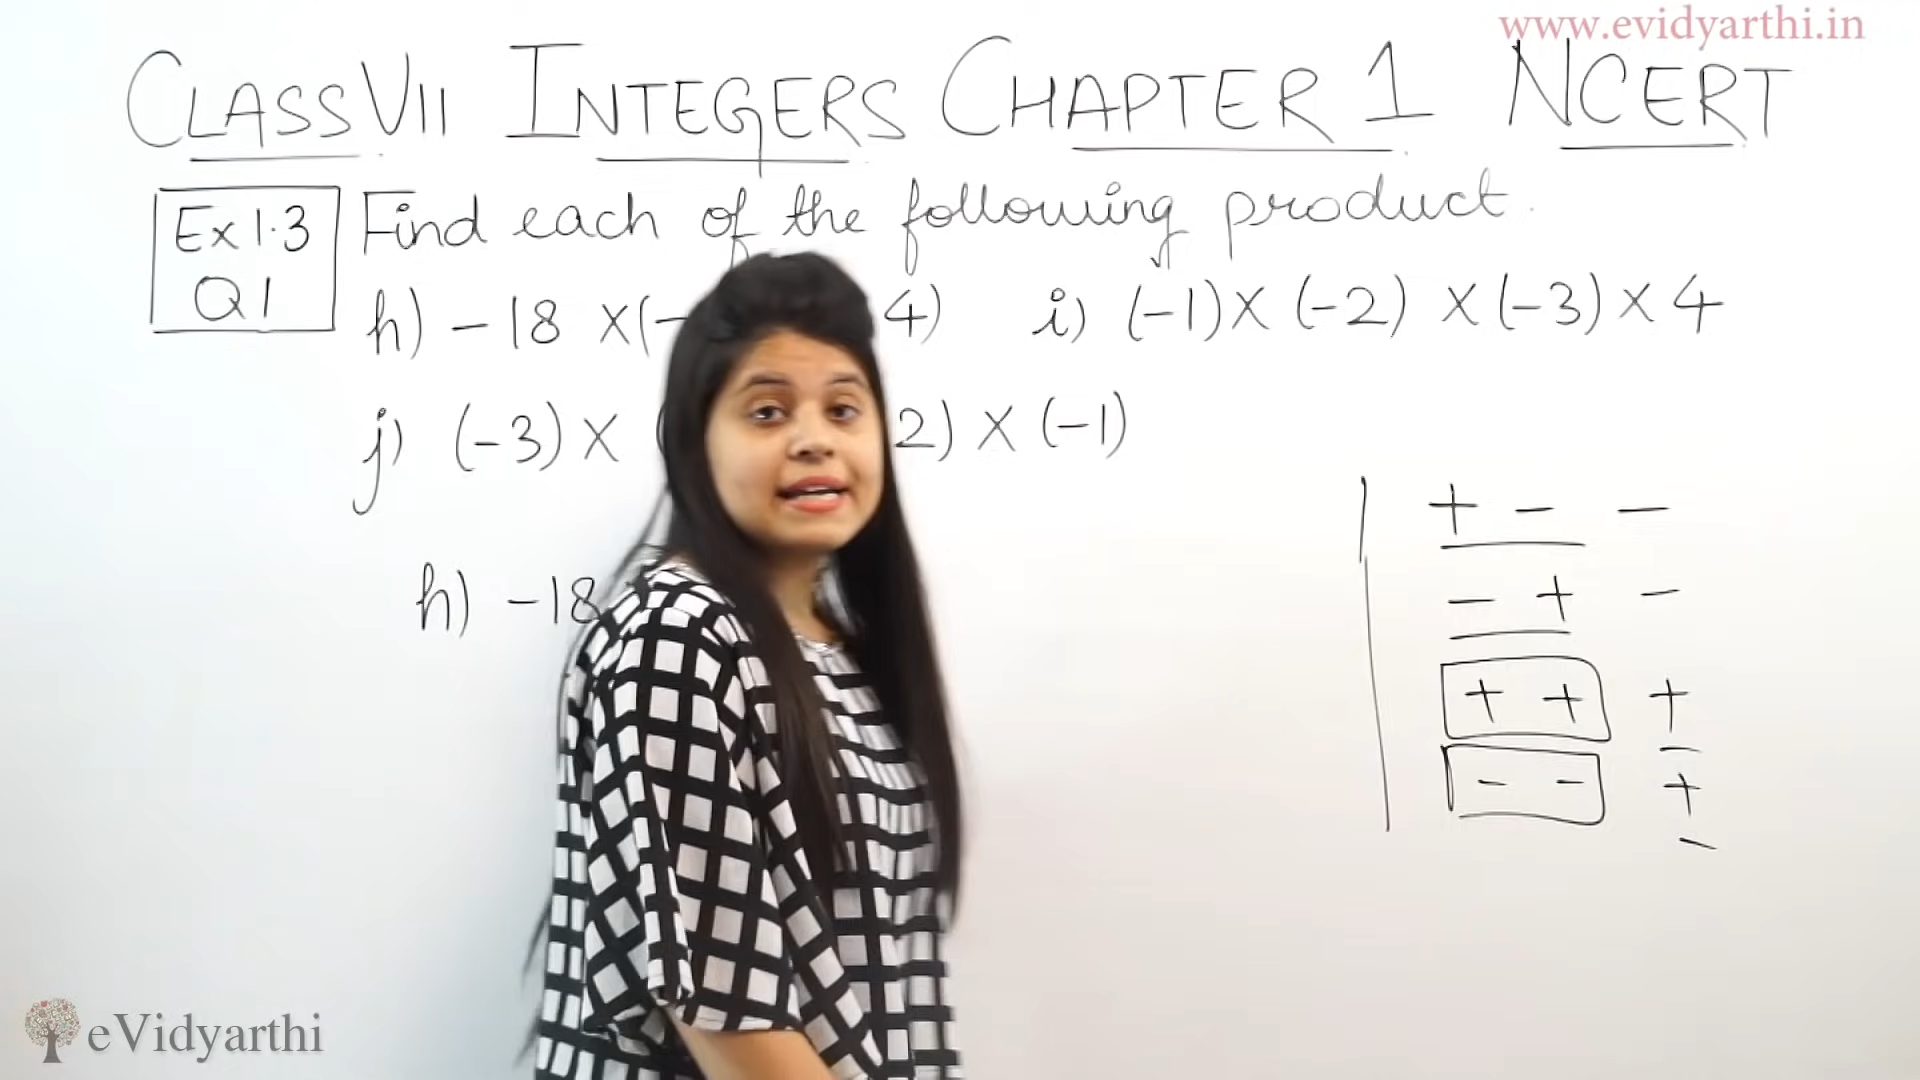 www.evidyarthi.in
CLASS VII INTEGERS CHAPTER 1 NCERT
Ex 1.3 Find each of the following product.
Q1
h) -18 ×(- 4) i) (-1)× (-2) ×(-3)×4
j) (-3)× ( 2) × (-1)
+ - -
h) -18
- + -
+ + +
- - +
eVidyarthi